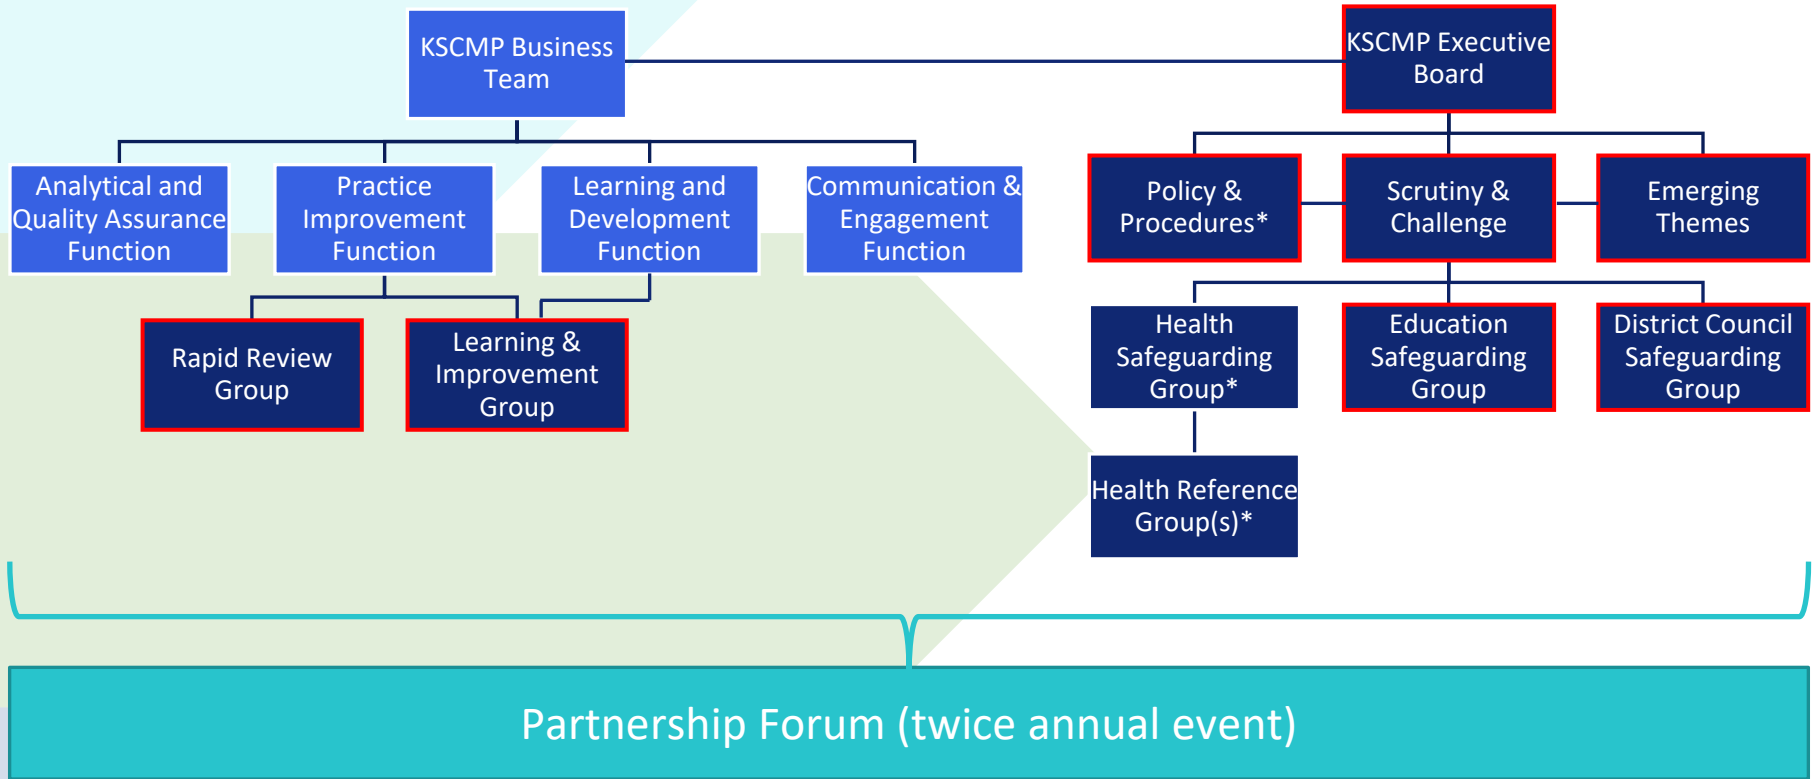 KSCMP Business
Team
KSCMP Executive
Board
Analytical and
Quality Assurance
Function
Practice
Improvement
Function
Learning and
Development
Function
Communication &
Engagement
Function
Policy &
Procedures*
Scrutiny &
Challenge
Emerging
Themes
Rapid Review
Group
Learning &
Improvement
Group
Health
Safeguarding
Group*
Education
Safeguarding
Group
District Council
Safeguarding
Group
Health Reference
Group(s)*
Partnership Forum (twice annual event)